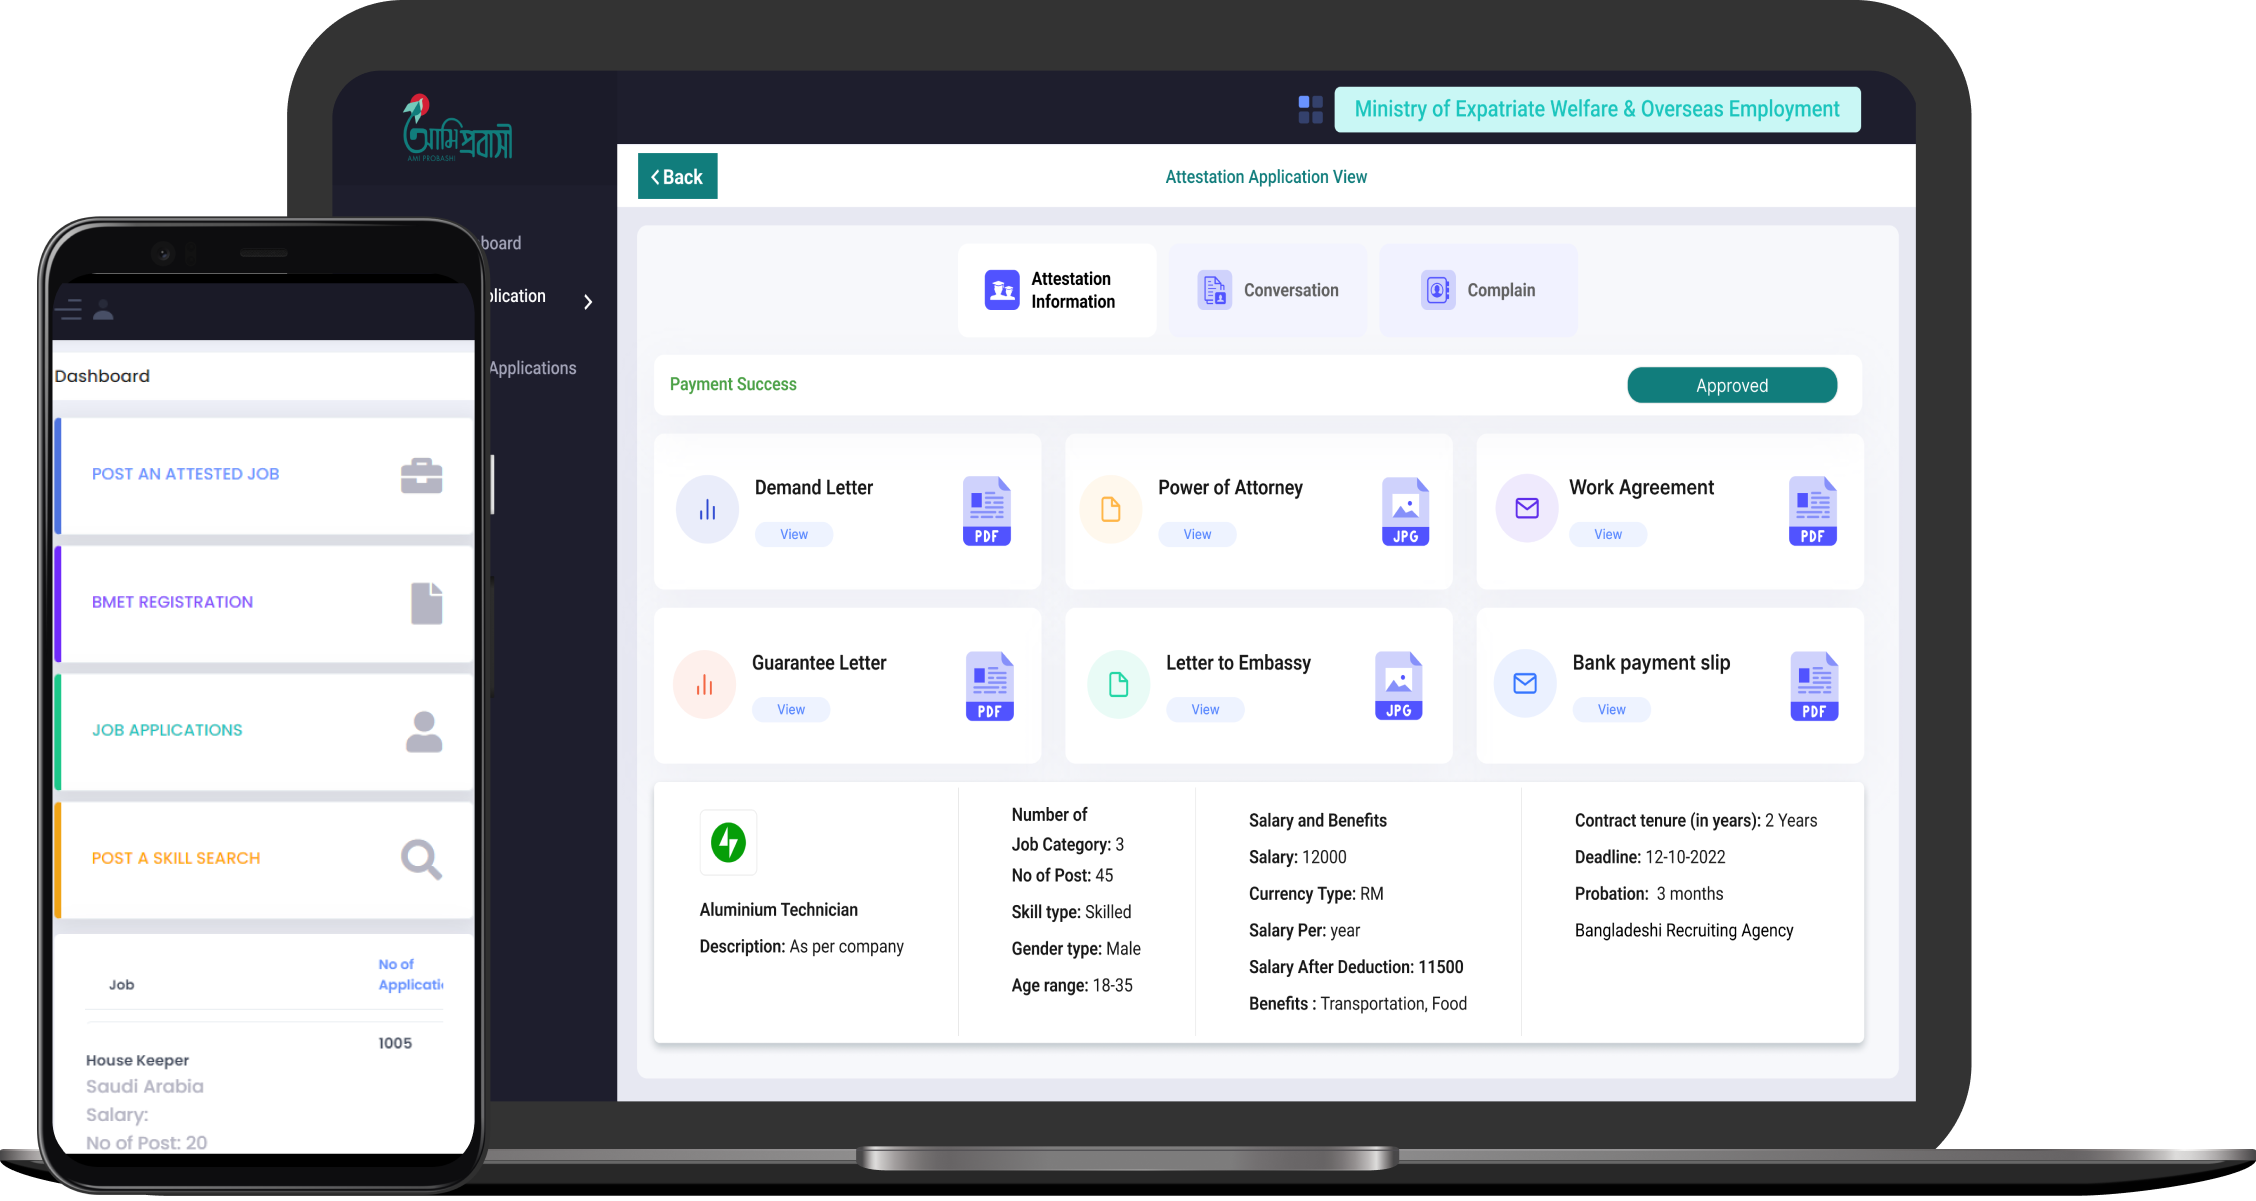 আমি প্রবাসী
AMI PROBASHI
Ministry of Expatriate Welfare & Overseas Employment
Back
Attestation Application View
board
plication
Applications
Attestation
Information
Conversation
Complain
Payment Success
Approved
Demand Letter
View
PDF
Power of Attorney
View
JPG
Work Agreement
View
PDF
Guarantee Letter
View
PDF
Letter to Embassy
View
JPG
Bank payment slip
View
PDF
Aluminium Technician
Description: As per company
Number of
Job Category: 3
No of Post: 45
Skill type: Skilled
Gender type: Male
Age range: 18-35
Salary and Benefits
Salary: 12000
Currency Type: RM
Salary Per: year
Salary After Deduction: 11500
Benefits : Transportation, Food
Contract tenure (in years): 2 Years
Deadline: 12-10-2022
Probation: 3 months
Bangladeshi Recruiting Agency
Dashboard
POST AN ATTESTED JOB
BMET REGISTRATION
JOB APPLICATIONS
POST A SKILL SEARCH
Job
No of
Applicati
1005
House Keeper
Saudi Arabia
Salary:
No of Post: 20